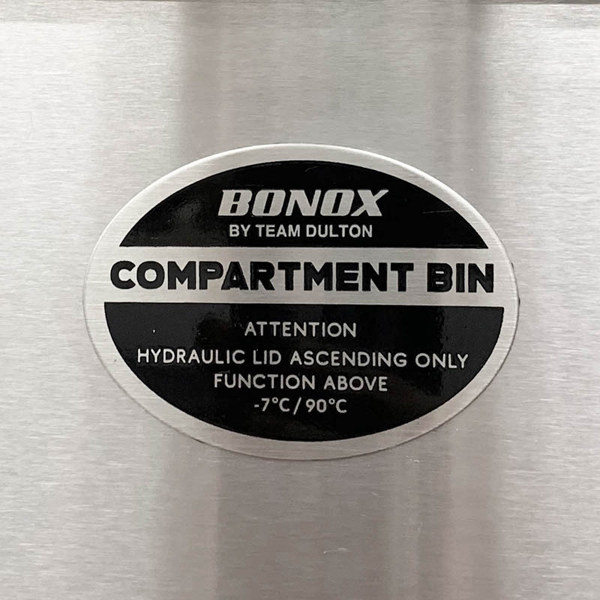 BONOX
BY TEAM DULTON
COMPARTMENT BIN
ATTENTION
HYDRAULIC LID ASCENDING ONLY
FUNCTION ABOVE
-7°C/90°C